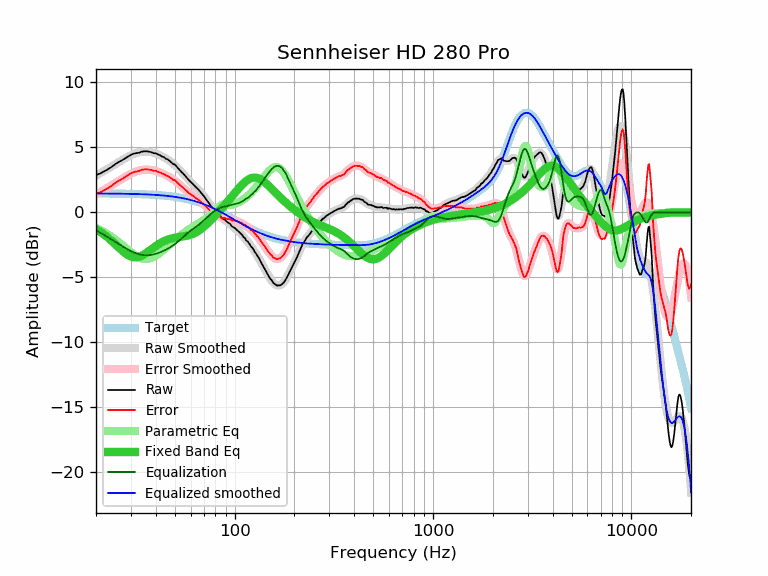 Sennheiser HD 280 Pro
10
5
0
−5
−10
−15
−20
Amplitude (dBr)
Target
Raw Smoothed
Error Smoothed
Raw
Error
Parametric Eq
Fixed Band Eq
Equalization
Equalized smoothed
100
1000
10000
Frequency (Hz)